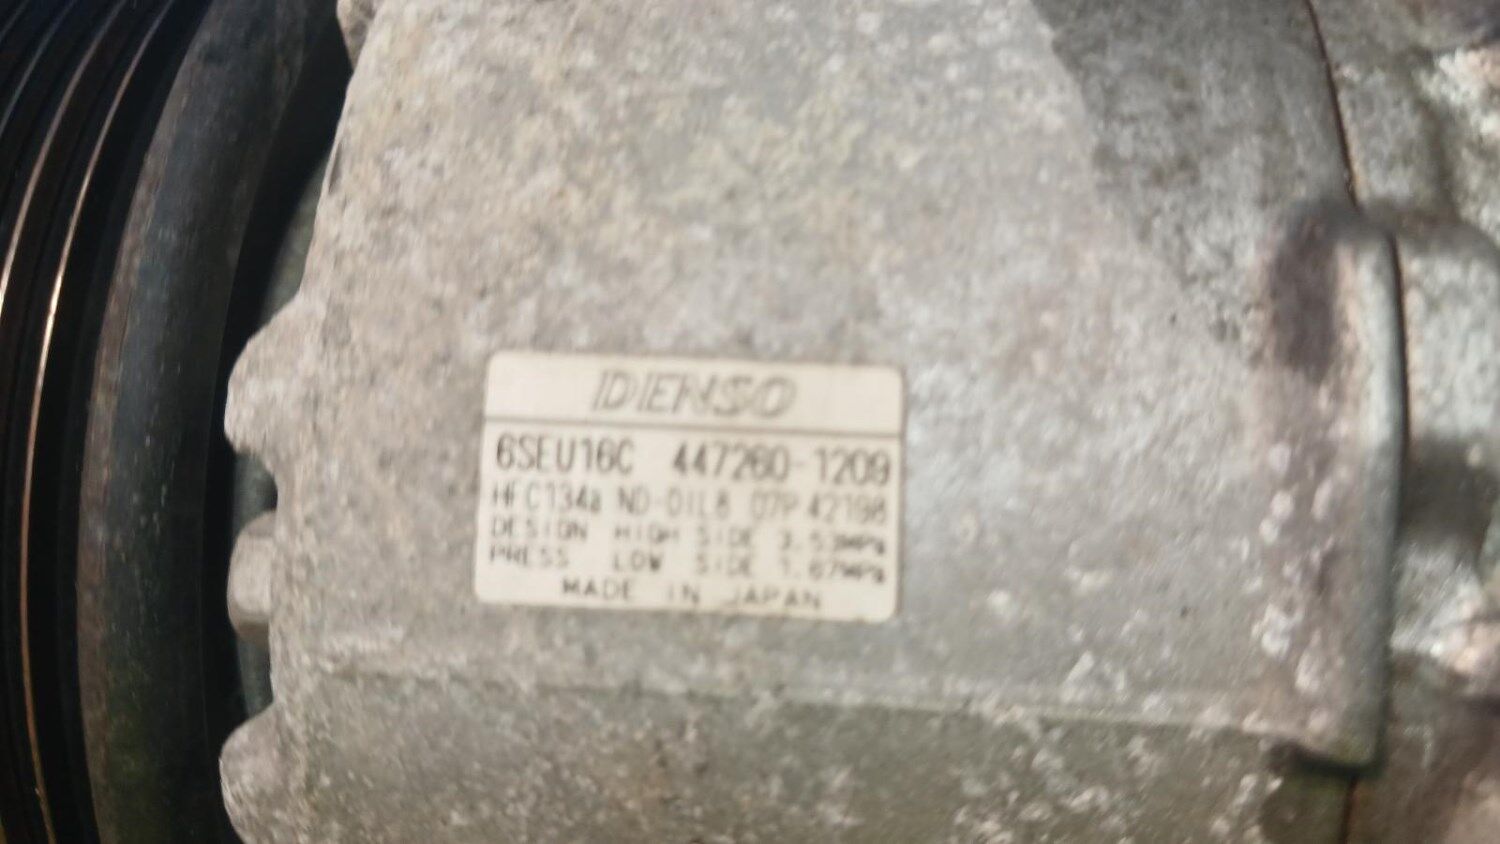 DENSO
6SEU16C 447260-1209
HFC134a ND-OIL8 07P 42198
DESIGN HIGH SIDE 3.53MPa
PRESS LOW SIDE 1.67MPa
MADE IN JAPAN